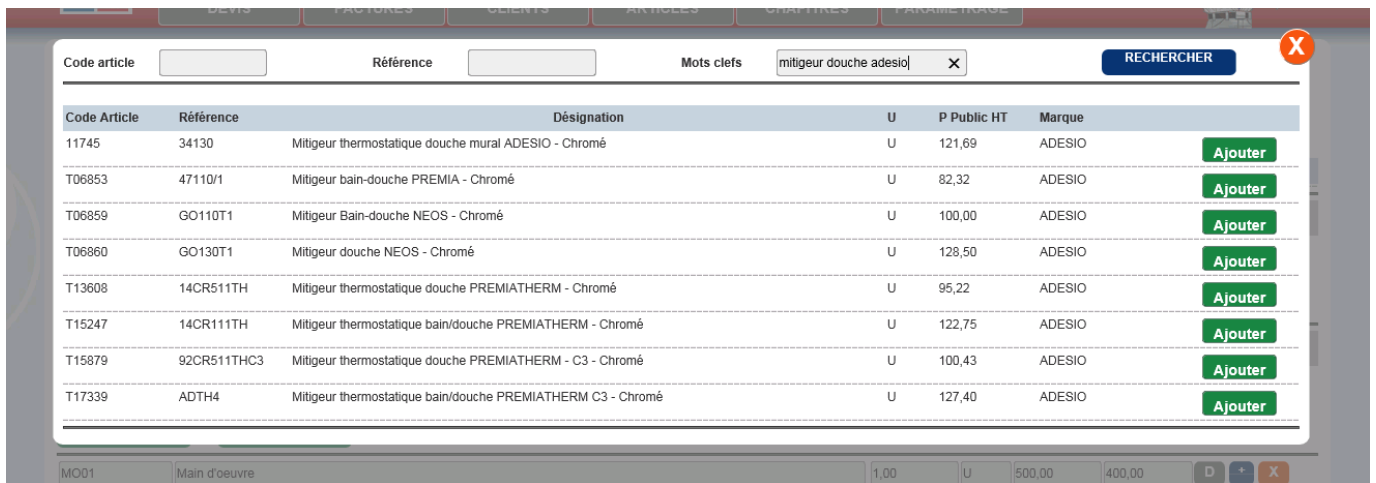 DEVIS FACTURES CLIENTS ARTICLES CHAPITRES PARAMETRAGE
X
Code article Référence Mots clefs mitigeur douche adesio × RECHERCHER
Code Article Référence Désignation U P Public HT Marque
11745 34130 Mitigeur thermostatique douche mural ADESIO - Chromé U 121,69 ADESIO Ajouter
T06853 47110/1 Mitigeur bain-douche PREMIA - Chromé U 82,32 ADESIO Ajouter
T06859 GO110T1 Mitigeur Bain-douche NEOS - Chromé U 100,00 ADESIO Ajouter
T06860 GO130T1 Mitigeur douche NEOS - Chromé U 128,50 ADESIO Ajouter
T13608 14CR511TH Mitigeur thermostatique douche PREMIATHERM - Chromé U 95,22 ADESIO Ajouter
T15247 14CR111TH Mitigeur thermostatique bain/douche PREMIATHERM - Chromé U 122,75 ADESIO Ajouter
T15879 92CR511THC3 Mitigeur thermostatique douche PREMIATHERM - C3 - Chromé U 100,43 ADESIO Ajouter
T17339 ADTH4 Mitigeur thermostatique bain/douche PREMIATHERM C3 - Chromé U 127,40 ADESIO Ajouter
MO01 Main d'oeuvre 1,00 U 500,00 400,00 D + X